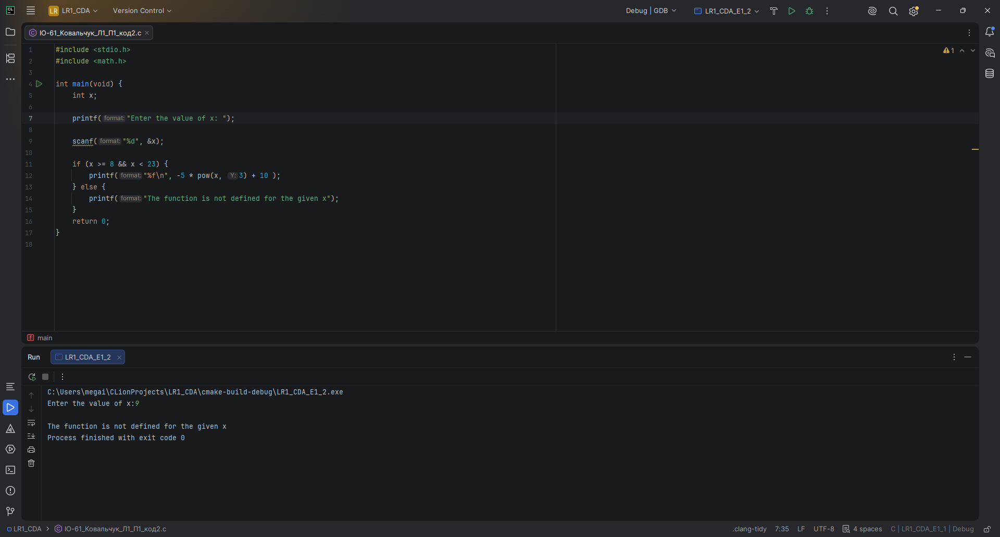 CL LR LR1_CDA Version Control Debug | GDB LR1_CDA_E1_2
C ІО-61_Ковальчук_Л1_П1_код2.c
1 #include <stdio.h> 1
2 #include <math.h>
3
4 int main(void) {
5 int x;
6
7 printf( format: "Enter the value of x: ");
8
9 scanf( format: "%d", &x);
10
11 if (x >= 8 && x < 23) {
12 printf( format: "%f\n", -5 * pow(x, Y: 3) + 10 );
13 } else {
14 printf( format: "The function is not defined for the given x");
15 }
16 return 0;
17 }
18
f main
Run LR1_CDA_E1_2
C:\Users\megai\CLionProjects\LR1_CDA\cmake-build-debug\LR1_CDA_E1_2.exe
Enter the value of x:9
The function is not defined for the given x
Process finished with exit code 0
LR1_CDA > C ІО-61_Ковальчук_Л1_П1_код2.c .clang-tidy 7:35 LF UTF-8 4 spaces C | LR1_CDA_E1_1 | Debug